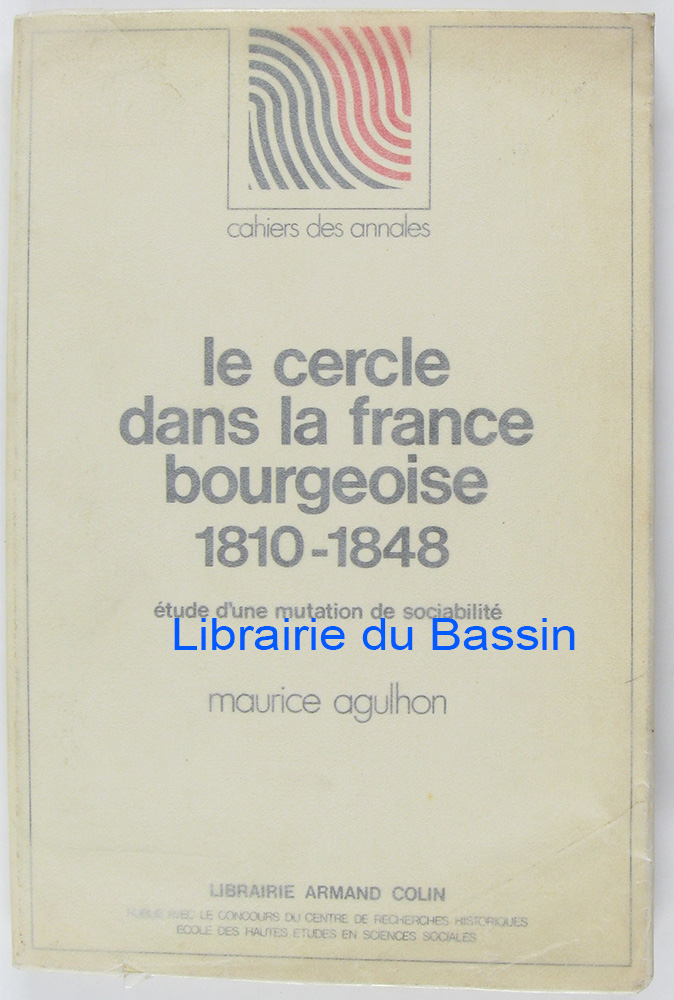 cahiers des annales
le cercle
dans la france
bourgeoise
1810-1848
étude d'une mutation de sociabilité
Librairie du Bassin
maurice agulhon
LIBRAIRIE ARMAND COLIN
PUBLIÉ AVEC LE CONCOURS DU CENTRE DE RECHERCHES HISTORIQUES
ECOLE DES HAUTES ETUDES EN SCIENCES SOCIALES